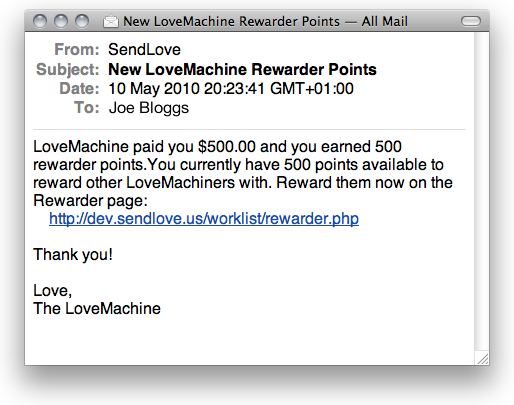 New LoveMachine Rewarder Points — All Mail
From: SendLove
Subject: New LoveMachine Rewarder Points
Date: 10 May 2010 20:23:41 GMT+01:00
To: Joe Bloggs
LoveMachine paid you $500.00 and you earned 500
rewarder points.You currently have 500 points available to
reward other LoveMachiners with. Reward them now on the
Rewarder page:
http://dev.sendlove.us/worklist/rewarder.php
Thank you!
Love,
The LoveMachine